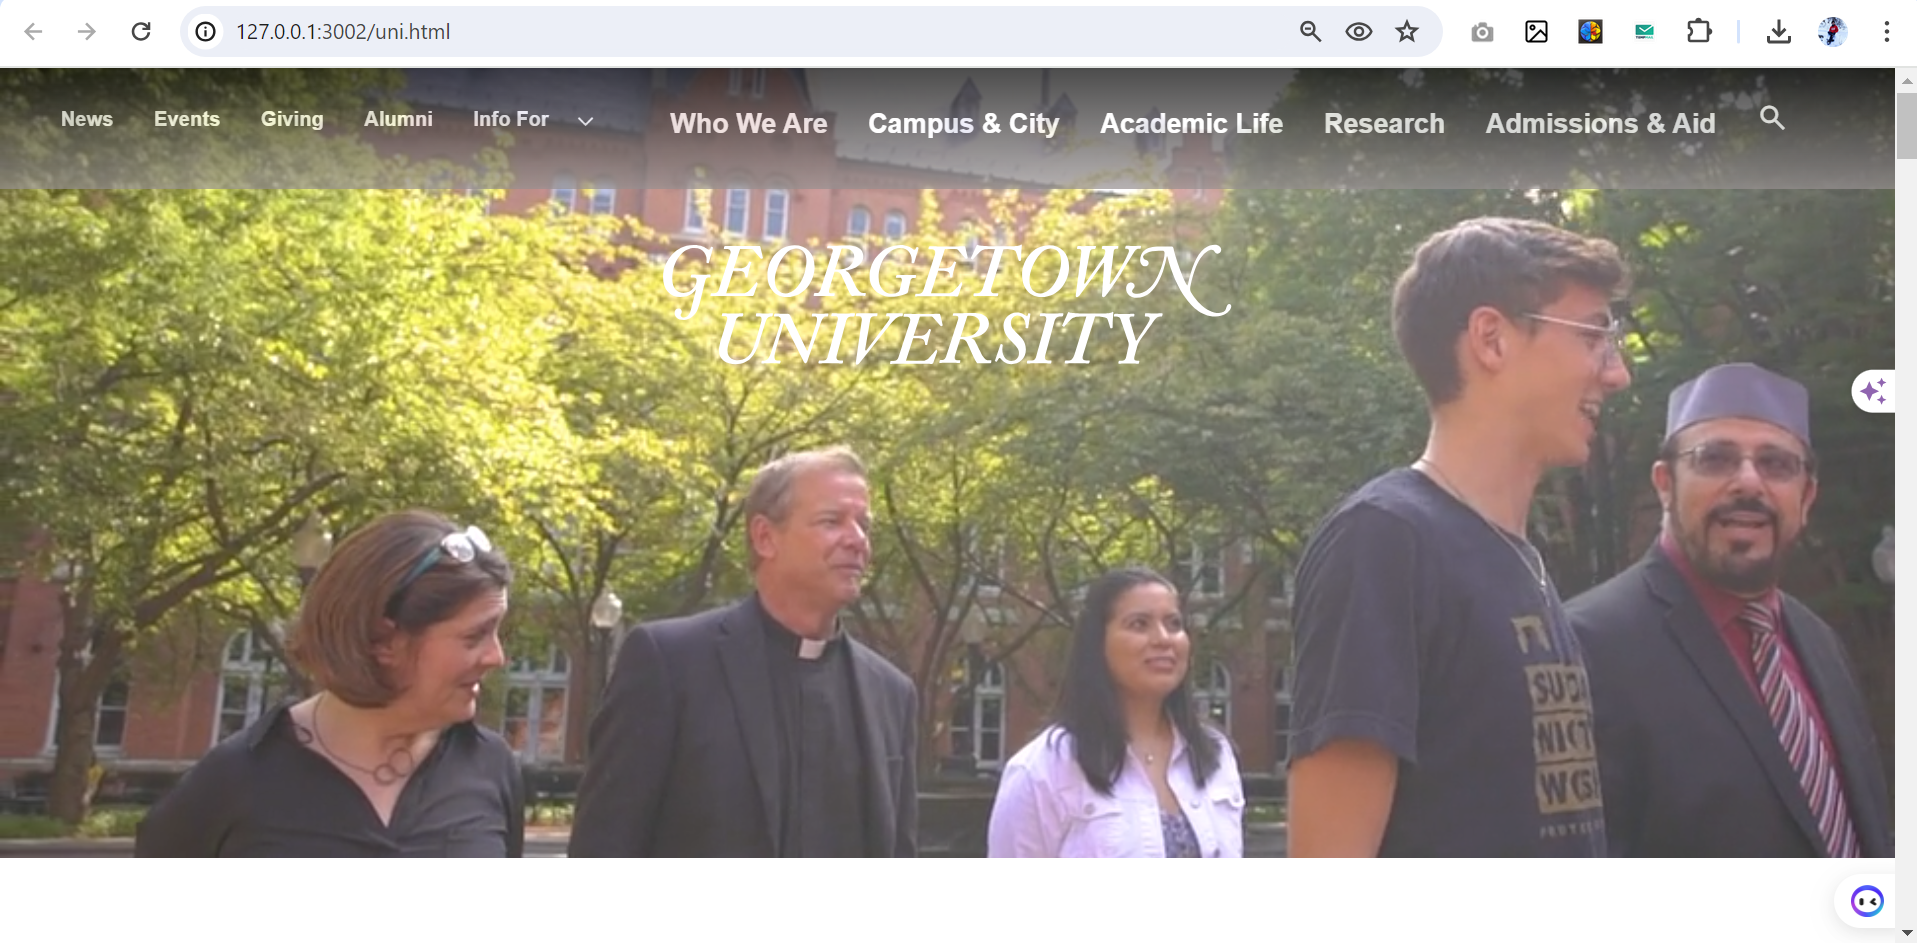 127.0.0.1:3002/uni.html
News Events Giving Alumni Info For Who We Are Campus & City Academic Life Research Admissions & Aid
GEORGETOWN
UNIVERSITY